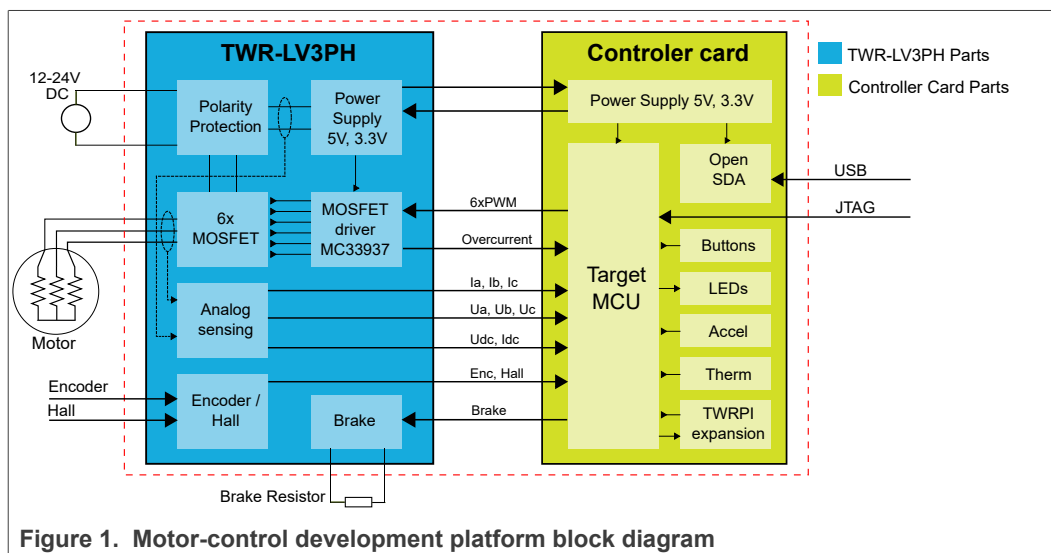 TWR-LV3PH
Controler card
TWR-LV3PH Parts
Controller Card Parts
12-24V
DC
Polarity
Protection
Power
Supply
5V, 3.3V
Power Supply 5V, 3.3V
Open
SDA
USB
JTAG
6x
MOSFET
MOSFET
driver
MC33937
6xPWM
Overcurrent
Target
MCU
Buttons
LEDs
Accel
Therm
TWRPI
expansion
Motor
Analog
sensing
Ia, Ib, Ic
Ua, Ub, Uc
Udc, Idc
Enc, Hall
Brake
Encoder
Hall
Encoder /
Hall
Brake
Brake Resistor
Figure 1. Motor-control development platform block diagram